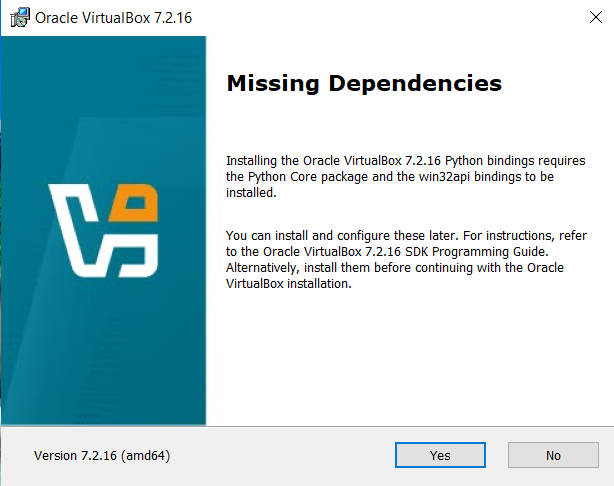 Oracle VirtualBox 7.2.16
Missing Dependencies
Installing the Oracle VirtualBox 7.2.16 Python bindings requires
the Python Core package and the win32api bindings to be
installed.
You can install and configure these later. For instructions, refer
to the Oracle VirtualBox 7.2.16 SDK Programming Guide.
Alternatively, install them before continuing with the Oracle
VirtualBox installation.
Version 7.2.16 (amd64)
Yes
No